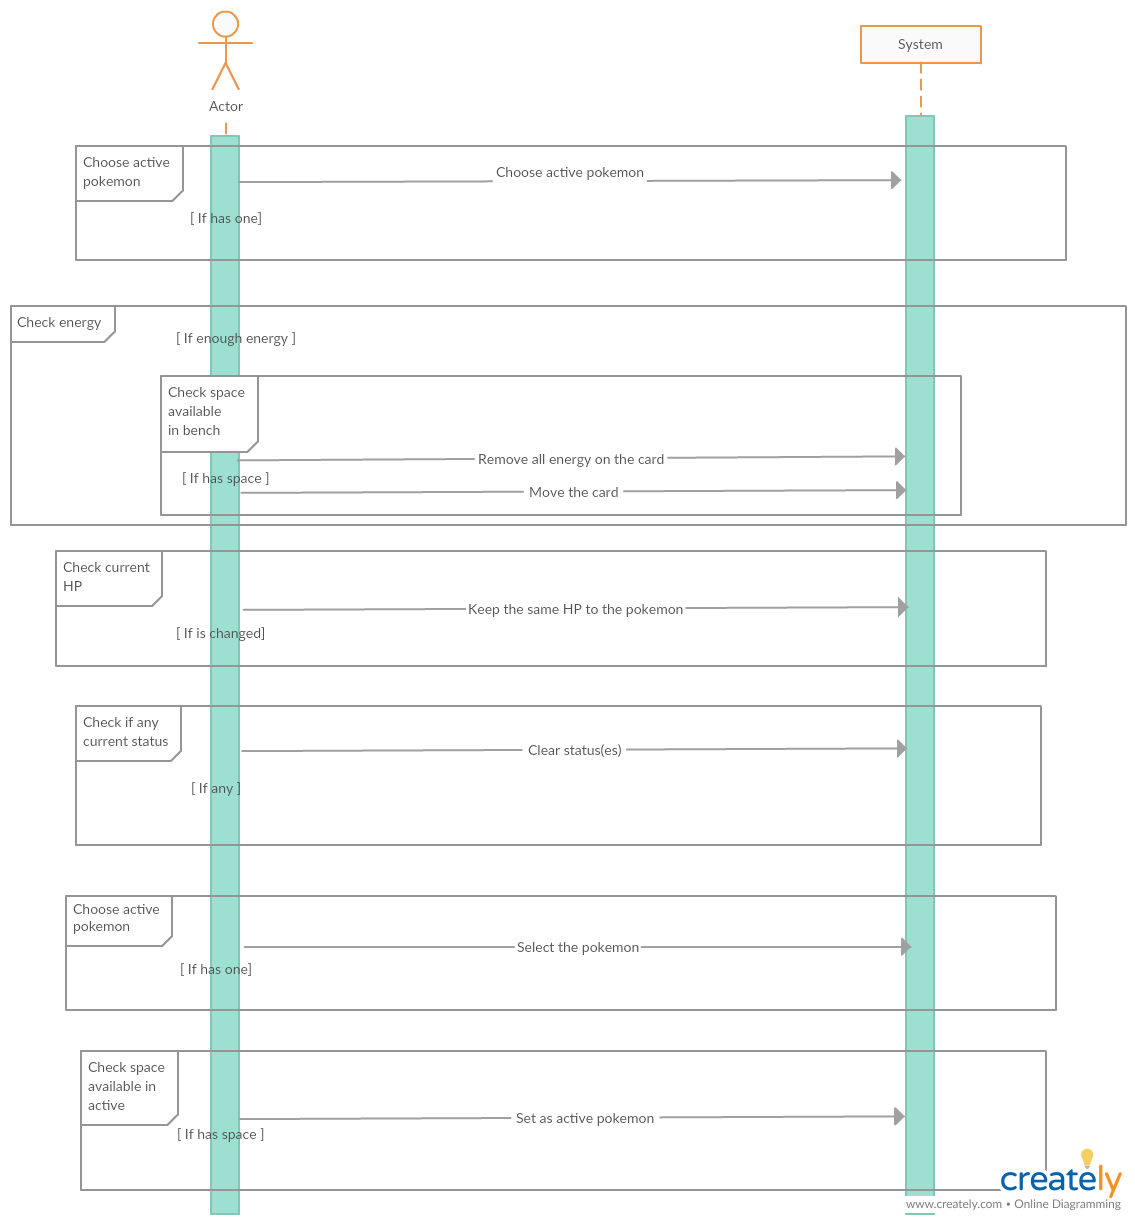 Actor
System
Choose active
pokemon
Choose active pokemon
[ If has one]
Check energy
[ If enough energy ]
Check space
available
in bench
Remove all energy on the card
[ If has space ]
Move the card
Check current
HP
Keep the same HP to the pokemon
[ If is changed]
Check if any
current status
Clear status(es)
[ If any ]
Choose active
pokemon
Select the pokemon
[ If has one]
Check space
available in
active
Set as active pokemon
[ If has space ]
creately
www.creately.com • Online Diagramming